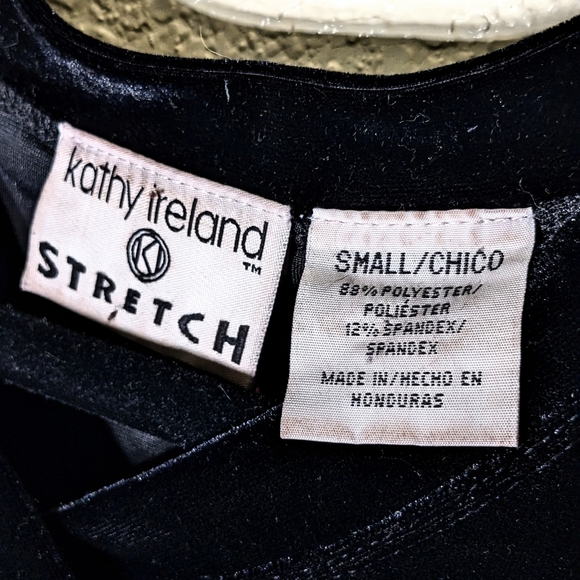 kathy ireland
KI
STRETCH
™
SMALL/CHICO
88% POLYESTER/
POLIÉSTER
12% SPANDEX/
SPANDEX
MADE IN/HECHO EN
HONDURAS